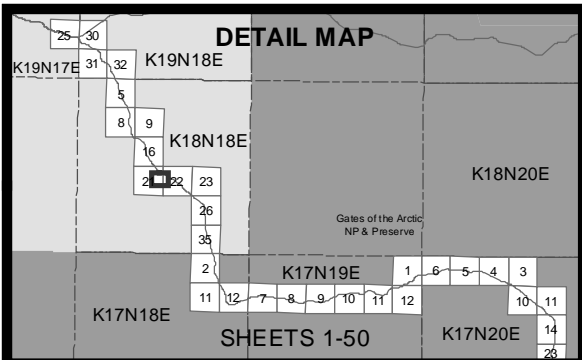 DETAIL MAP
25 30
K19N17E 31 32 K19N18E
5
8 9
K18N18E
16
21 22 23
K18N20E
26
Gates of the Arctic
NP & Preserve
35
2 K17N19E 1 6 5 4 3
11 12 7 8 9 10 11 12 10 11
K17N18E
14
SHEETS 1-50 K17N20E
23